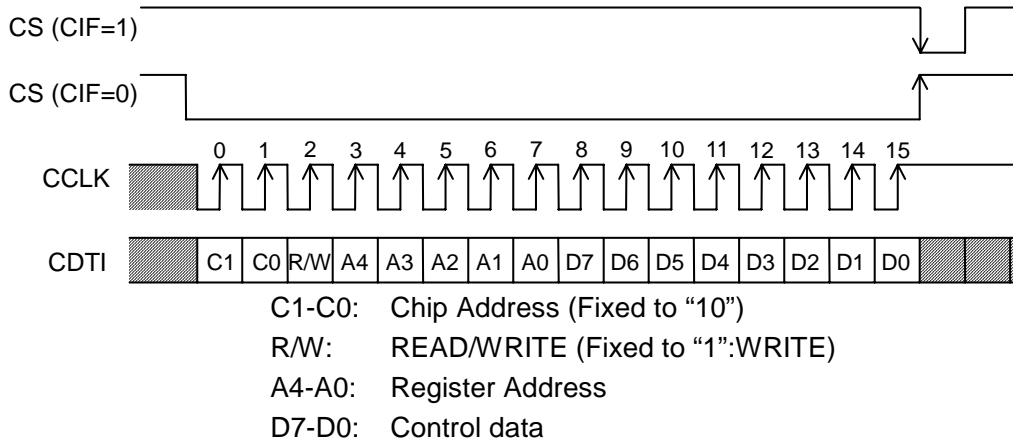 CS (CIF=1)
CS (CIF=0)
0 1 2 3 4 5 6 7 8 9 10 11 12 13 14 15
CCLK
CDTI C1 C0 R/W A4 A3 A2 A1 A0 D7 D6 D5 D4 D3 D2 D1 D0
C1-C0: Chip Address (Fixed to “10”)
R/W: READ/WRITE (Fixed to “1”:WRITE)
A4-A0: Register Address
D7-D0: Control data